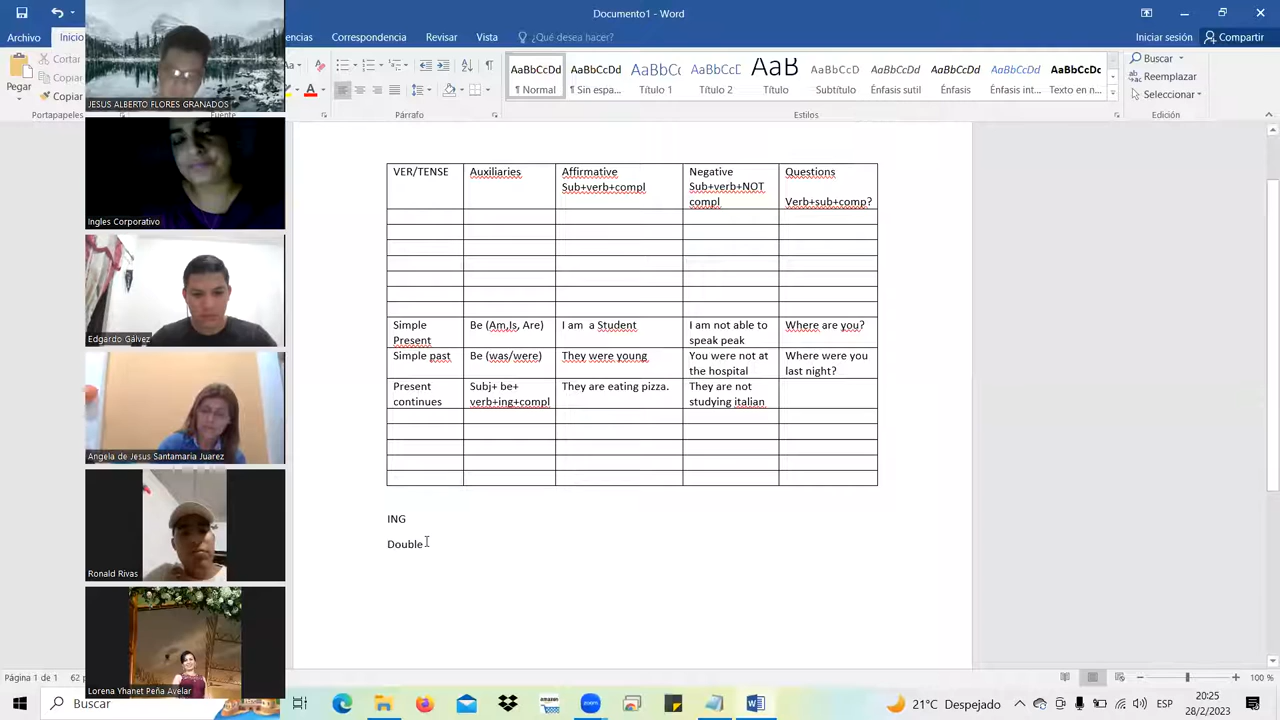 Documento1 - Word
Archivo
Inicio
encias
Correspondencia
Revisar
Vista
¿Qué desea hacer?
Iniciar sesión
Compartir
Pegar
Portapapeles
Fuente
Párrafo
AaBbCcDd
¶ Normal
AaBbCcDd
¶ Sin espa...
AaBbCc
Título 1
AaBbCcD
Título 2
AaB
Título
AaBbCcD
Subtítulo
AaBbCcDd
Énfasis sutil
AaBbCcDd
Énfasis
AaBbCcDd
Énfasis int...
AaBbCcDc
Texto en n...
Estilos
Buscar
Reemplazar
Seleccionar
Edición
JESUS ALBERTO FLORES GRANADOS
Ingles Corporativo
Edgardo Gálvez
Angela de Jesus Santamaria Juarez
Ronald Rivas
Lorena Yhanet Peña Avelar
VER/TENSE
Auxiliaries
Affirmative
Sub+verb+compl
Negative
Sub+verb+NOT
compl
Questions
Verb+sub+comp?
Simple
Present
Be (Am,Is, Are)
I am a Student
I am not able to
speak peak
Where are you?
Simple past
Be (was/were)
They were young
You were not at
the hospital
Where were you
last night?
Present
continues
Subj+ be+
verb+ing+compl
They are eating pizza.
They are not
studying italian
ING
Double
Página 1 de 1
62 p
100 %
Buscar
amazon
zoom
21°C Despejado
ESP
20:25
28/2/2023